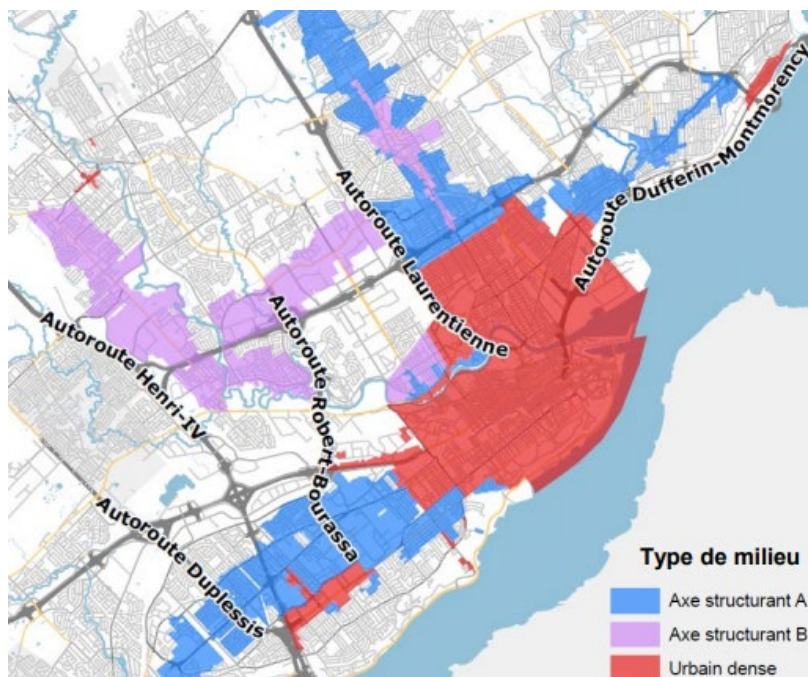 Autoroute Dufferin-Montmorency
Autoroute Laurentienne
Autoroute Henri-IV
Autoroute Robert-Bourassa
Autoroute Duplessis
Type de milieu
Axe structurant A
Axe structurant B
Urbain dense